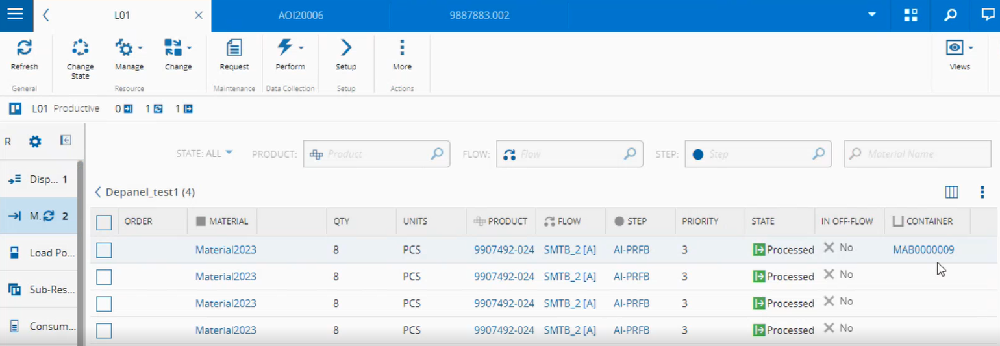 L01 AOI20006 9887883.002
Refresh Change State Manage Change Request Perform Setup More Views
General Resource Maintenance Data Collection Setup Actions
L01 Productive 0 1 1
R STATE: ALL PRODUCT: Product FLOW: Flow STEP: Step Material Name
Disp... 1
Depanel_test1 (4)
M. 2
ORDER MATERIAL QTY UNITS PRODUCT FLOW STEP PRIORITY STATE IN OFF-FLOW CONTAINER
Load Po...
Material2023 8 PCS 9907492-024 SMTB_2 [A] AI-PRFB 3 Processed No MAB0000009
Material2023 8 PCS 9907492-024 SMTB_2 [A] AI-PRFB 3 Processed No
Sub-Res...
Material2023 8 PCS 9907492-024 SMTB_2 [A] AI-PRFB 3 Processed No
Consum...
Material2023 8 PCS 9907492-024 SMTB_2 [A] AI-PRFB 3 Processed No